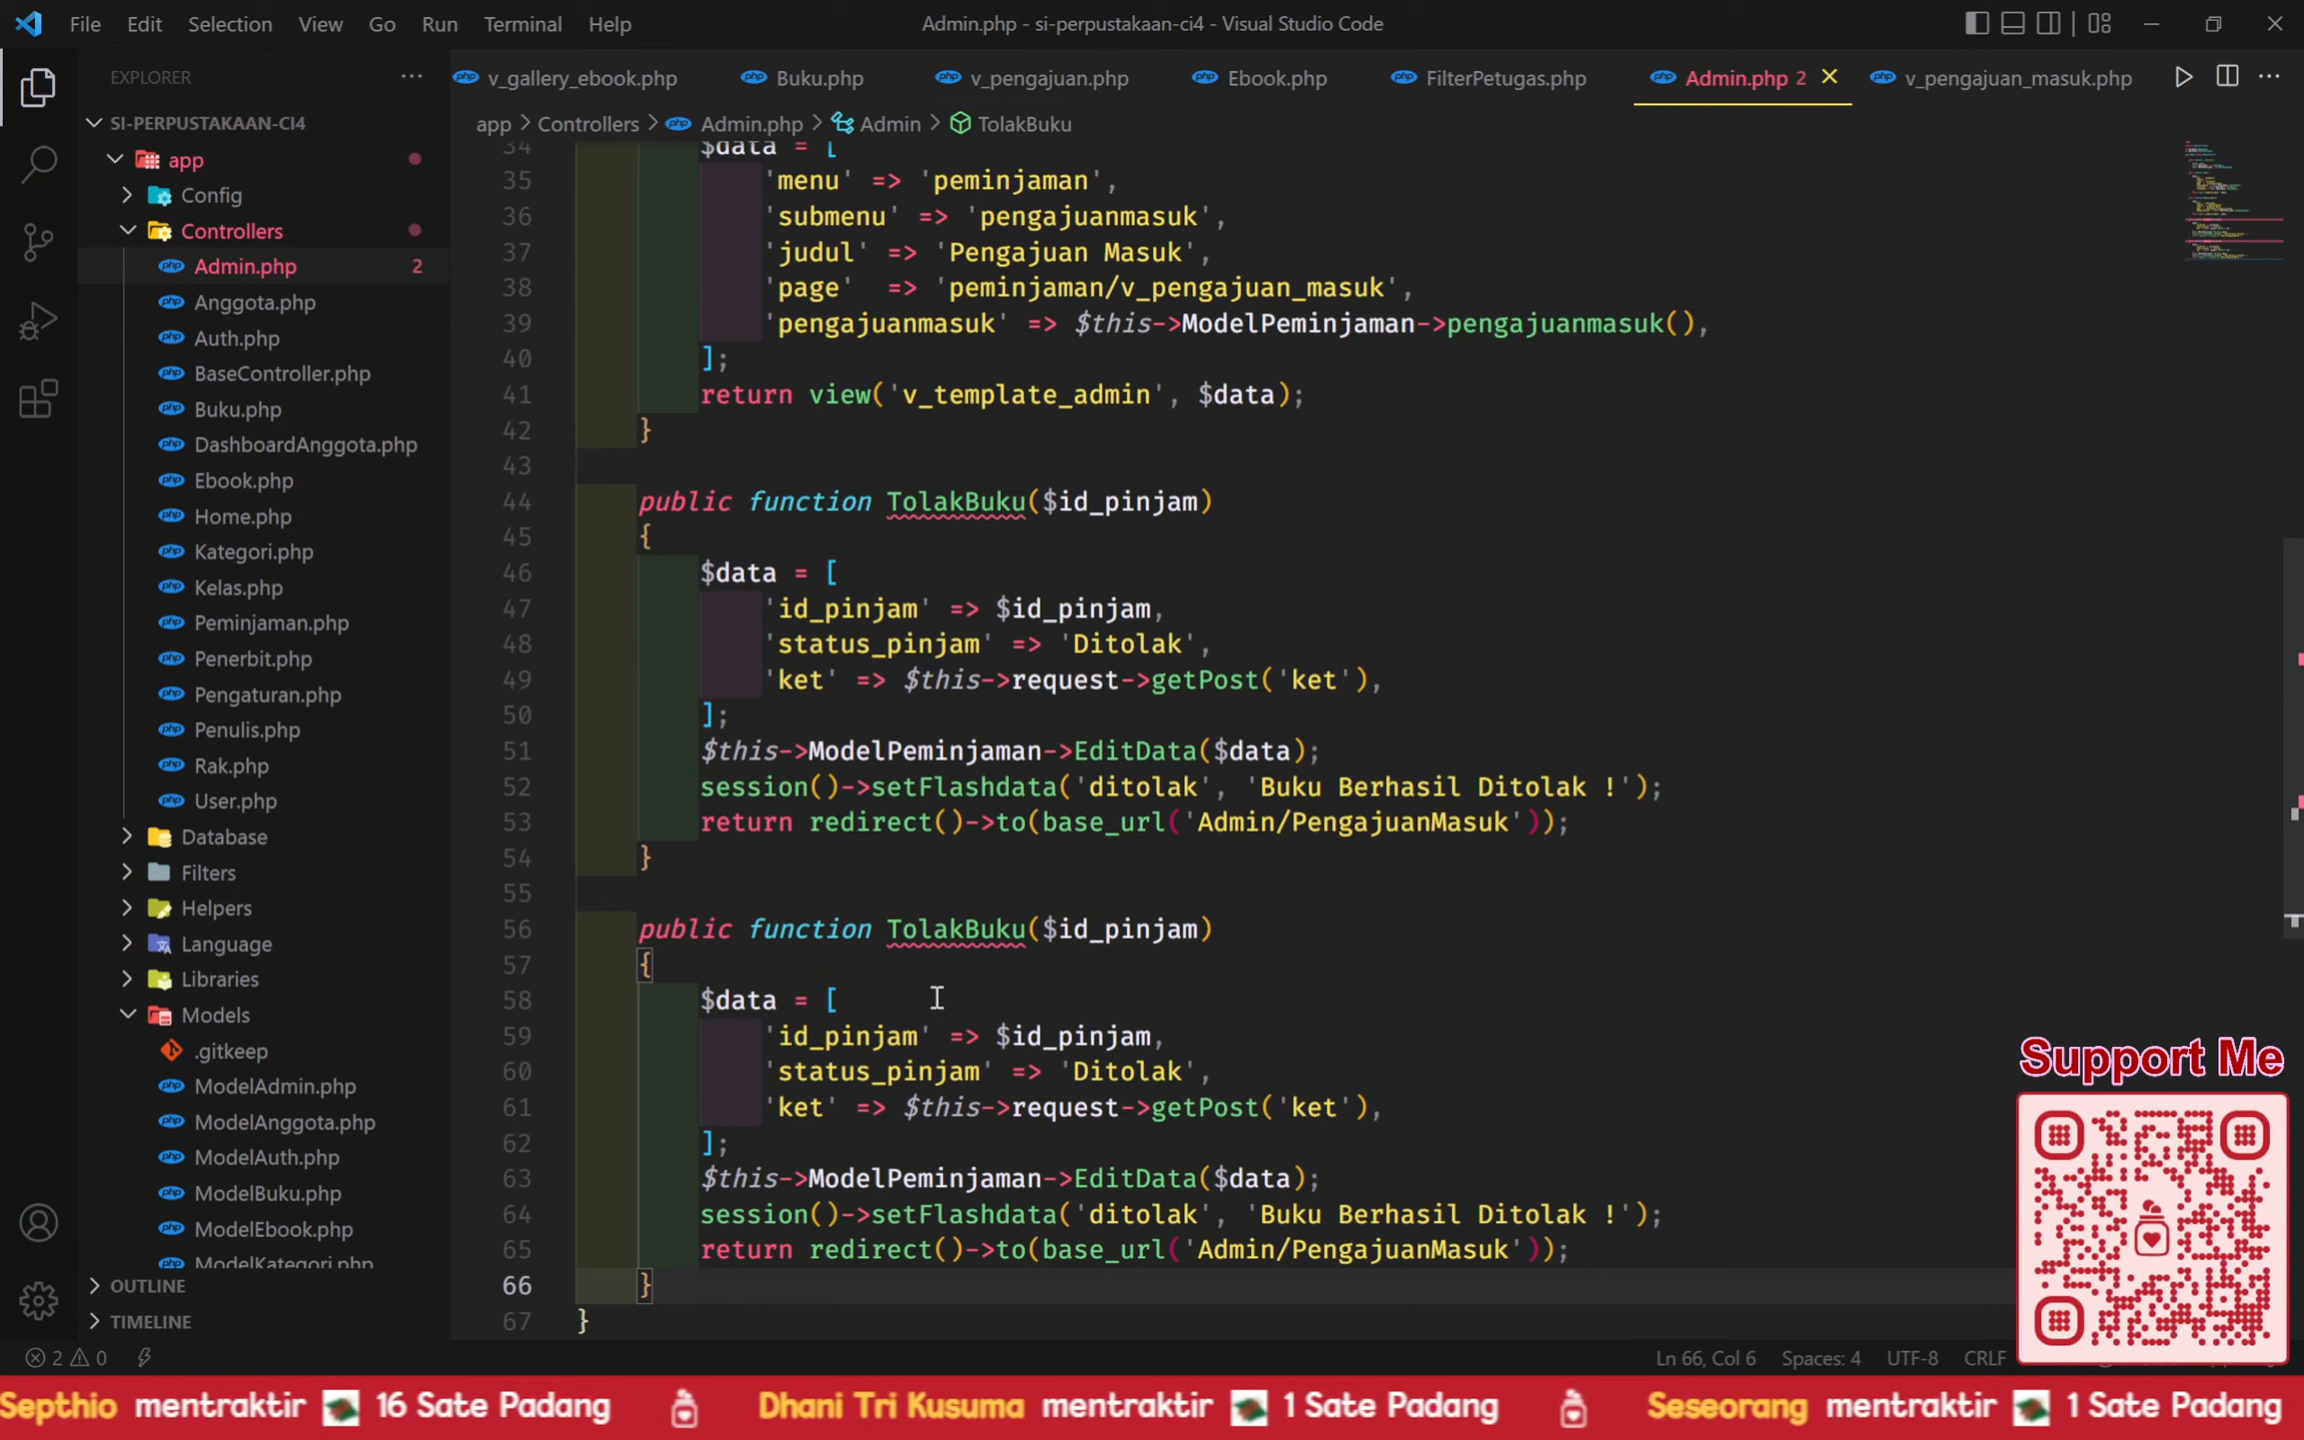 File Edit Selection View Go Run Terminal Help
Admin.php - si-perpustakaan-ci4 - Visual Studio Code
EXPLORER
SI-PERPUSTAKAAN-CI4
app
Config
Controllers
Admin.php 2
Anggota.php
Auth.php
BaseController.php
Buku.php
DashboardAnggota.php
Ebook.php
Home.php
Kategori.php
Kelas.php
Peminjaman.php
Penerbit.php
Pengaturan.php
Penulis.php
Rak.php
User.php
Database
Filters
Helpers
Language
Libraries
Models
.gitkeep
ModelAdmin.php
ModelAnggota.php
ModelAuth.php
ModelBuku.php
ModelEbook.php
ModelKategori.php
OUTLINE
TIMELINE
v_gallery_ebook.php Buku.php v_pengajuan.php Ebook.php FilterPetugas.php Admin.php 2 v_pengajuan_masuk.php
app > Controllers > Admin.php > Admin > TolakBuku
34 $data = [
35 'menu' => 'peminjaman',
36 'submenu' => 'pengajuanmasuk',
37 'judul' => 'Pengajuan Masuk',
38 'page' => 'peminjaman/v_pengajuan_masuk',
39 'pengajuanmasuk' => $this->ModelPeminjaman->pengajuanmasuk(),
40 ];
41 return view('v_template_admin', $data);
42 }
43
44 public function TolakBuku($id_pinjam)
45 {
46 $data = [
47 'id_pinjam' => $id_pinjam,
48 'status_pinjam' => 'Ditolak',
49 'ket' => $this->request->getPost('ket'),
50 ];
51 $this->ModelPeminjaman->EditData($data);
52 session()->setFlashdata('ditolak', 'Buku Berhasil Ditolak !');
53 return redirect()->to(base_url('Admin/PengajuanMasuk'));
54 }
55
56 public function TolakBuku($id_pinjam)
57 {
58 $data = [
59 'id_pinjam' => $id_pinjam,
60 'status_pinjam' => 'Ditolak',
61 'ket' => $this->request->getPost('ket'),
62 ];
63 $this->ModelPeminjaman->EditData($data);
64 session()->setFlashdata('ditolak', 'Buku Berhasil Ditolak !');
65 return redirect()->to(base_url('Admin/PengajuanMasuk'));
66 }
67 }
Support Me
2 0
Ln 66, Col 6 Spaces: 4 UTF-8 CRLF
Septhio mentraktir 16 Sate Padang Dhani Tri Kusuma mentraktir 1 Sate Padang Seseorang mentraktir 1 Sate Padang